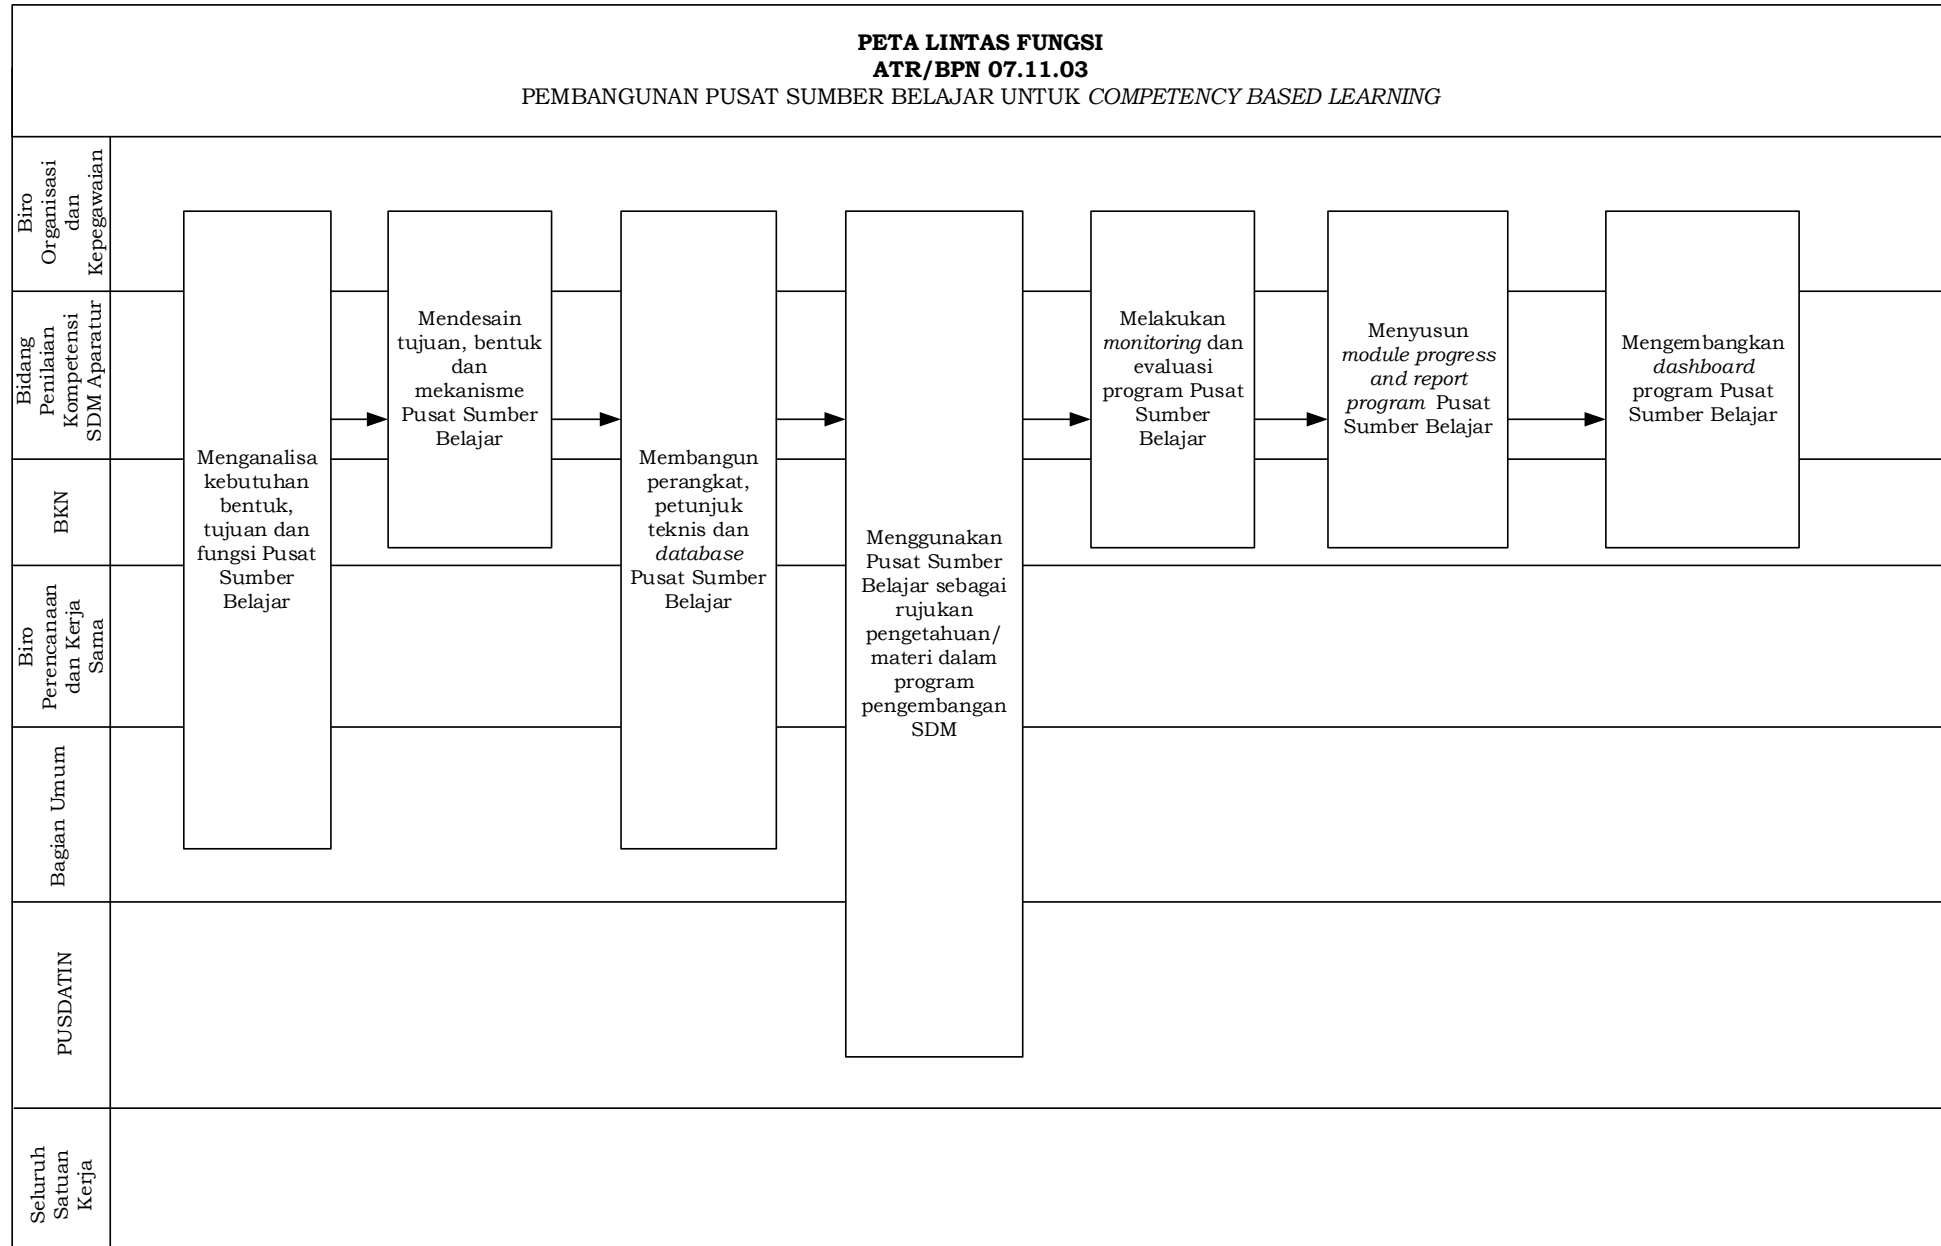 PETA LINTAS FUNGSI
ATR/BPN 07.11.03
PEMBANGUNAN PUSAT SUMBER BELAJAR UNTUK COMPETENCY BASED LEARNING
Biro
Organisasi
dan
Kepegawaian
Bidang
Penilaian
Kompetensi
SDM Aparatur
BKN
Biro
Perencanaan
dan Kerja
Sama
Bagian Umum
PUSDATIN
Seluruh
Satuan
Kerja
Menganalisa
kebutuhan
bentuk,
tujuan dan
fungsi Pusat
Sumber
Belajar
Mendesain
tujuan, bentuk
dan
mekanisme
Pusat Sumber
Belajar
Membangun
perangkat,
petunjuk
teknis dan
database
Pusat Sumber
Belajar
Menggunakan
Pusat Sumber
Belajar sebagai
rujukan
pengetahuan/
materi dalam
program
pengembangan
SDM
Melakukan
monitoring dan
evaluasi
program Pusat
Sumber
Belajar
Menyusun
module progress
and report
program Pusat
Sumber Belajar
Mengembangkan
dashboard
program Pusat
Sumber Belajar